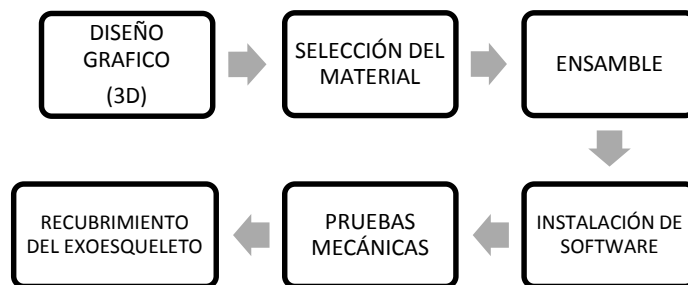 DISEÑO
GRAFICO
(3D)
SELECCIÓN DEL
MATERIAL
ENSAMBLE
INSTALACIÓN DE
SOFTWARE
PRUEBAS
MECÁNICAS
RECUBRIMIENTO
DEL EXOESQUELETO